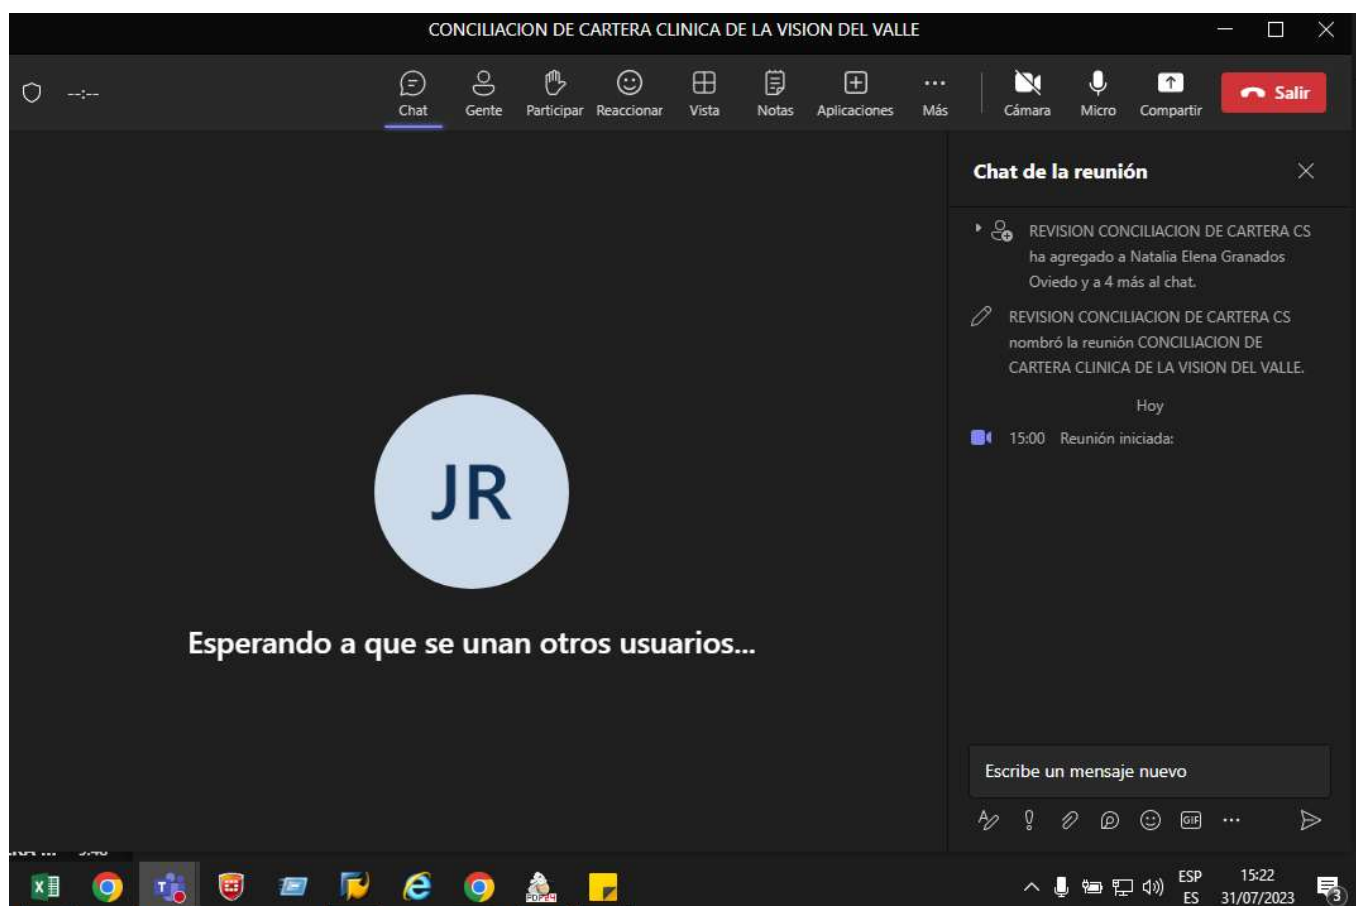 CONCILIACION DE CARTERA CLINICA DE LA VISION DEL VALLE
--:--
Chat
Gente
Participar
Reaccionar
Vista
Notas
Aplicaciones
Más
Cámara
Micro
Compartir
Salir
JR
Esperando a que se unan otros usuarios...
Chat de la reunión
REVISION CONCILIACION DE CARTERA CS
ha agregado a Natalia Elena Granados
Oviedo y a 4 más al chat.
REVISION CONCILIACION DE CARTERA CS
nombró la reunión CONCILIACION DE
CARTERA CLINICA DE LA VISION DEL VALLE.
Hoy
15:00 Reunión iniciada:
Escribe un mensaje nuevo
GIF
PDF24
ESP
ES
15:22
31/07/2023
3